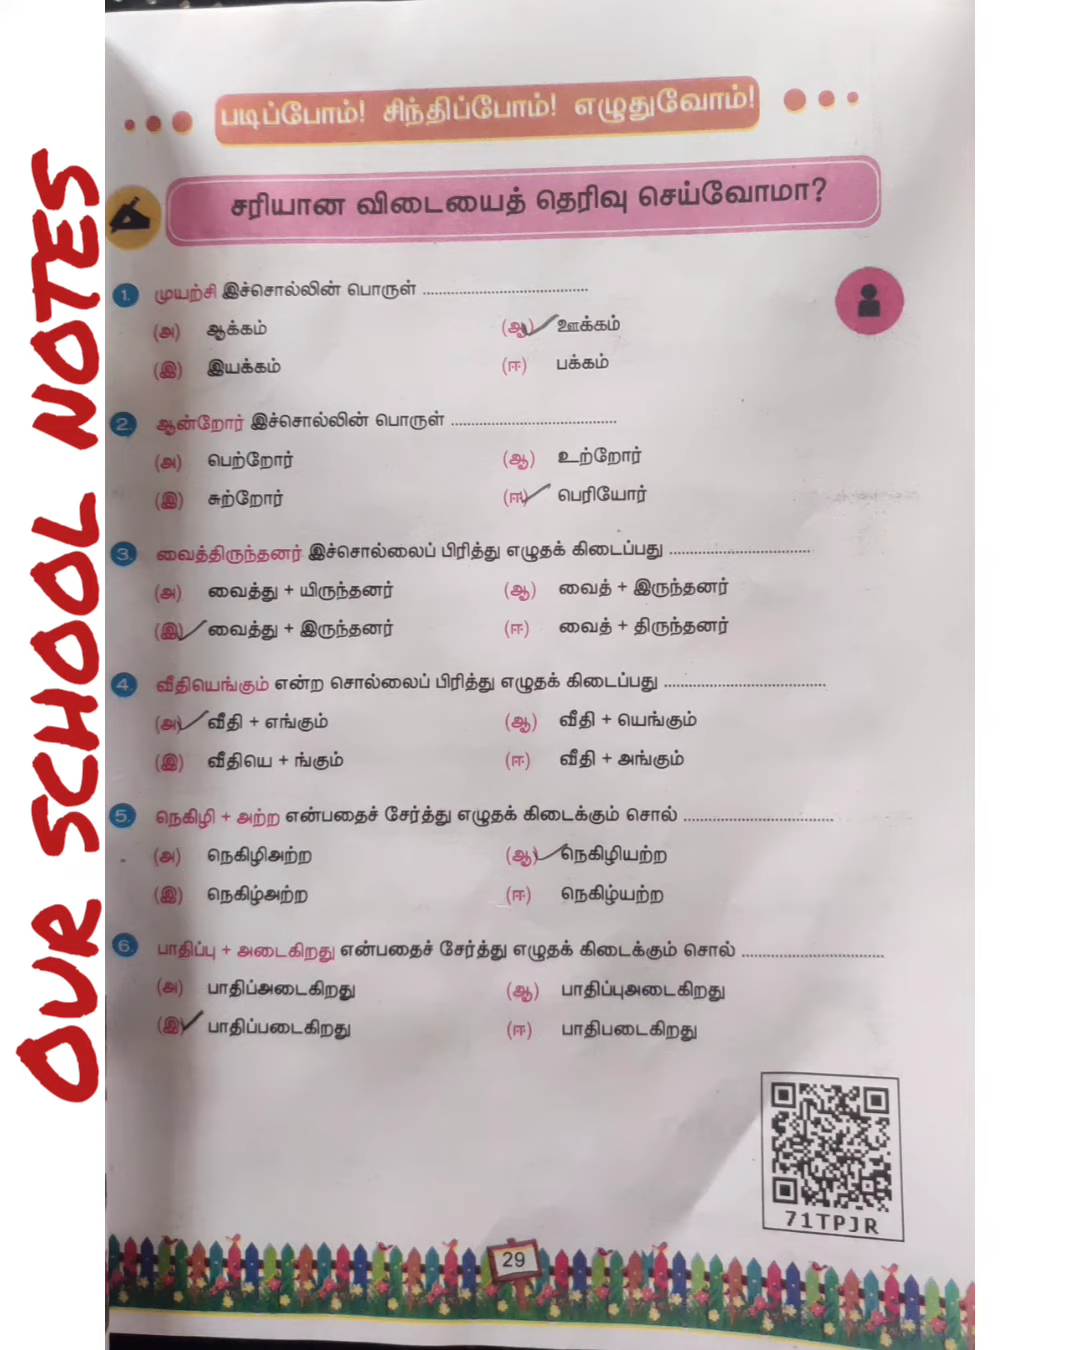 OUR SCHOOL NOTES
படிப்போம்! சிந்திப்போம்! எழுதுவோம்!
சரியான விடையைத் தெரிவு செய்வோமா?
1. முயற்சி இச்சொல்லின் பொருள் ........................................
(அ) ஆக்கம் (ஆ) ஊக்கம்
(இ) இயக்கம் (ஈ) பக்கம்
2. ஆன்றோர் இச்சொல்லின் பொருள் ........................................
(அ) பெற்றோர் (ஆ) உற்றோர்
(இ) சுற்றோர் (ஈ) பெரியோர்
3. வைத்திருந்தனர் இச்சொல்லைப் பிரித்து எழுதக் கிடைப்பது ..................................
(அ) வைத்து + யிருந்தனர் (ஆ) வைத் + இருந்தனர்
(இ) வைத்து + இருந்தனர் (ஈ) வைத் + திருந்தனர்
4. வீதியெங்கும் என்ற சொல்லைப் பிரித்து எழுதக் கிடைப்பது .......................................
(அ) வீதி + எங்கும் (ஆ) வீதி + யெங்கும்
(இ) வீதியெ + ங்கும் (ஈ) வீதி + அங்கும்
5. நெகிழி + அற்ற என்பதைச் சேர்த்து எழுதக் கிடைக்கும் சொல் ....................................
(அ) நெகிழிஅற்ற (ஆ) நெகிழியற்ற
(இ) நெகிழ்அற்ற (ஈ) நெகிழ்யற்ற
6. பாதிப்பு + அடைகிறது என்பதைச் சேர்த்து எழுதக் கிடைக்கும் சொல் ..................................
(அ) பாதிப்அடைகிறது (ஆ) பாதிப்புஅடைகிறது
(இ) பாதிப்படைகிறது (ஈ) பாதிபடைகிறது
71TPJR
29